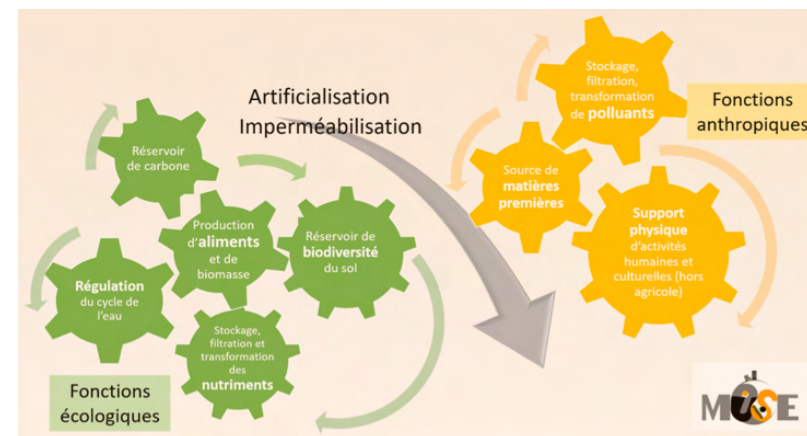 Artificialisation
Imperméabilisation
Réservoir
de carbone
Production
d'aliments
et de
biomasse
Réservoir de
biodiversité
du sol
Régulation
du cycle de
l'eau
Stockage,
filtration et
transformation
des
nutriments
Fonctions
écologiques
Stockage,
filtration,
transformation
de polluants
Fonctions
anthropiques
Source de
matières
premières
Support
physique
d'activités
humaines et
culturelles (hors
agricole)
MUSE